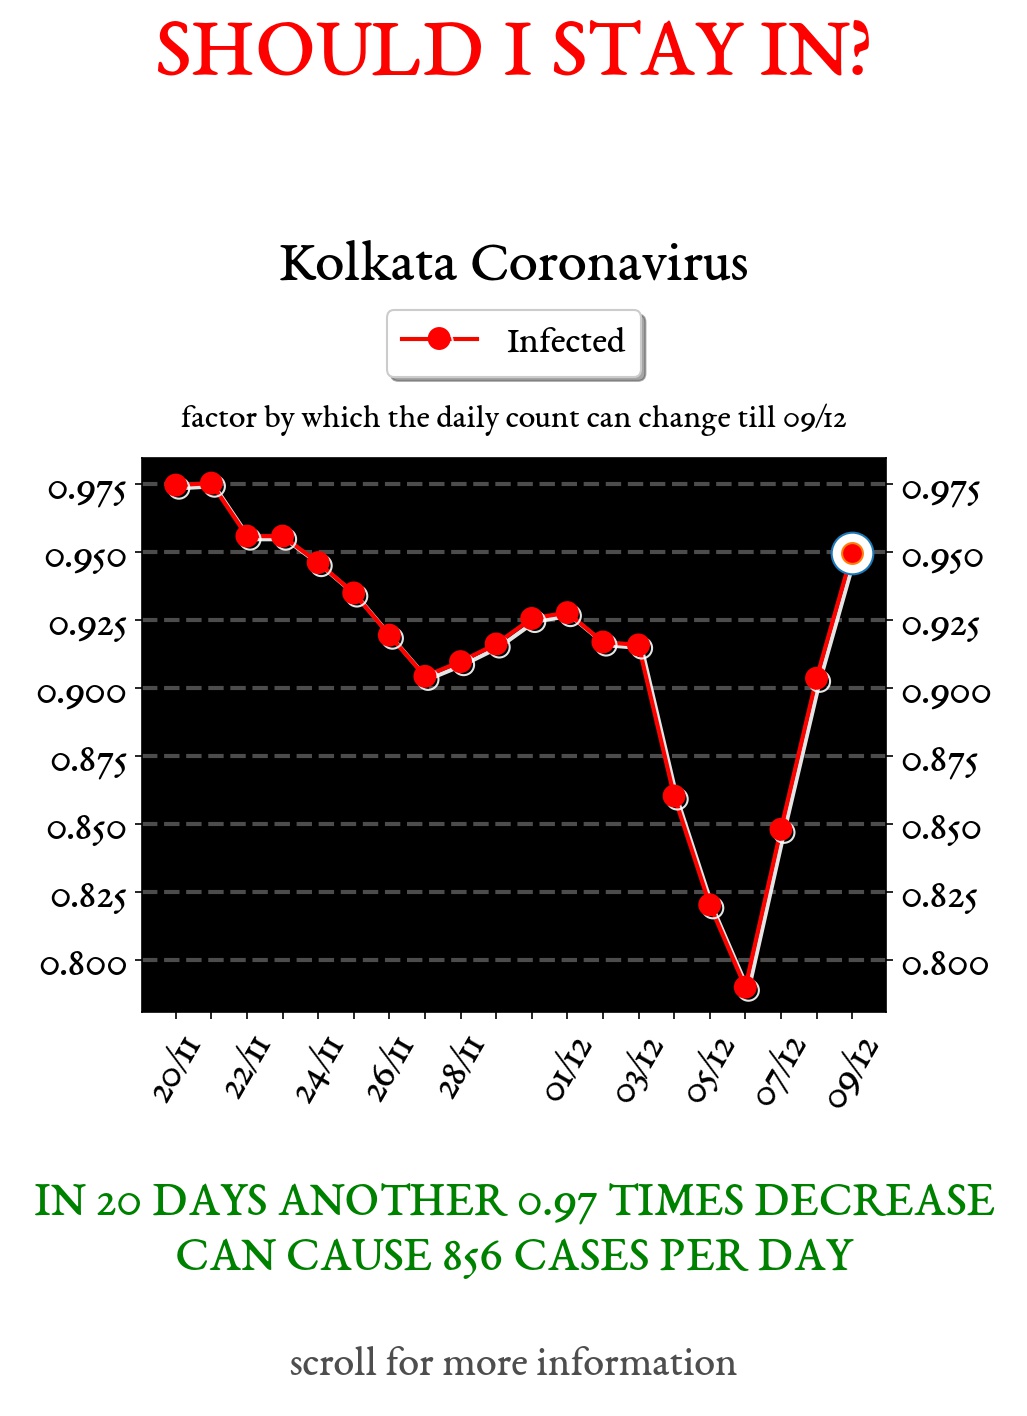 SHOULD I STAY IN?
Kolkata Coronavirus
Infected
factor by which the daily count can change till 09/12
0.975 0.975
0.950 0.950
0.925 0.925
0.900 0.900
0.875 0.875
0.850 0.850
0.825 0.825
0.800 0.800
20/11 22/11 24/11 26/11 28/11 01/12 03/12 05/12 07/12 09/12
IN 20 DAYS ANOTHER 0.97 TIMES DECREASE
CAN CAUSE 856 CASES PER DAY
scroll for more information